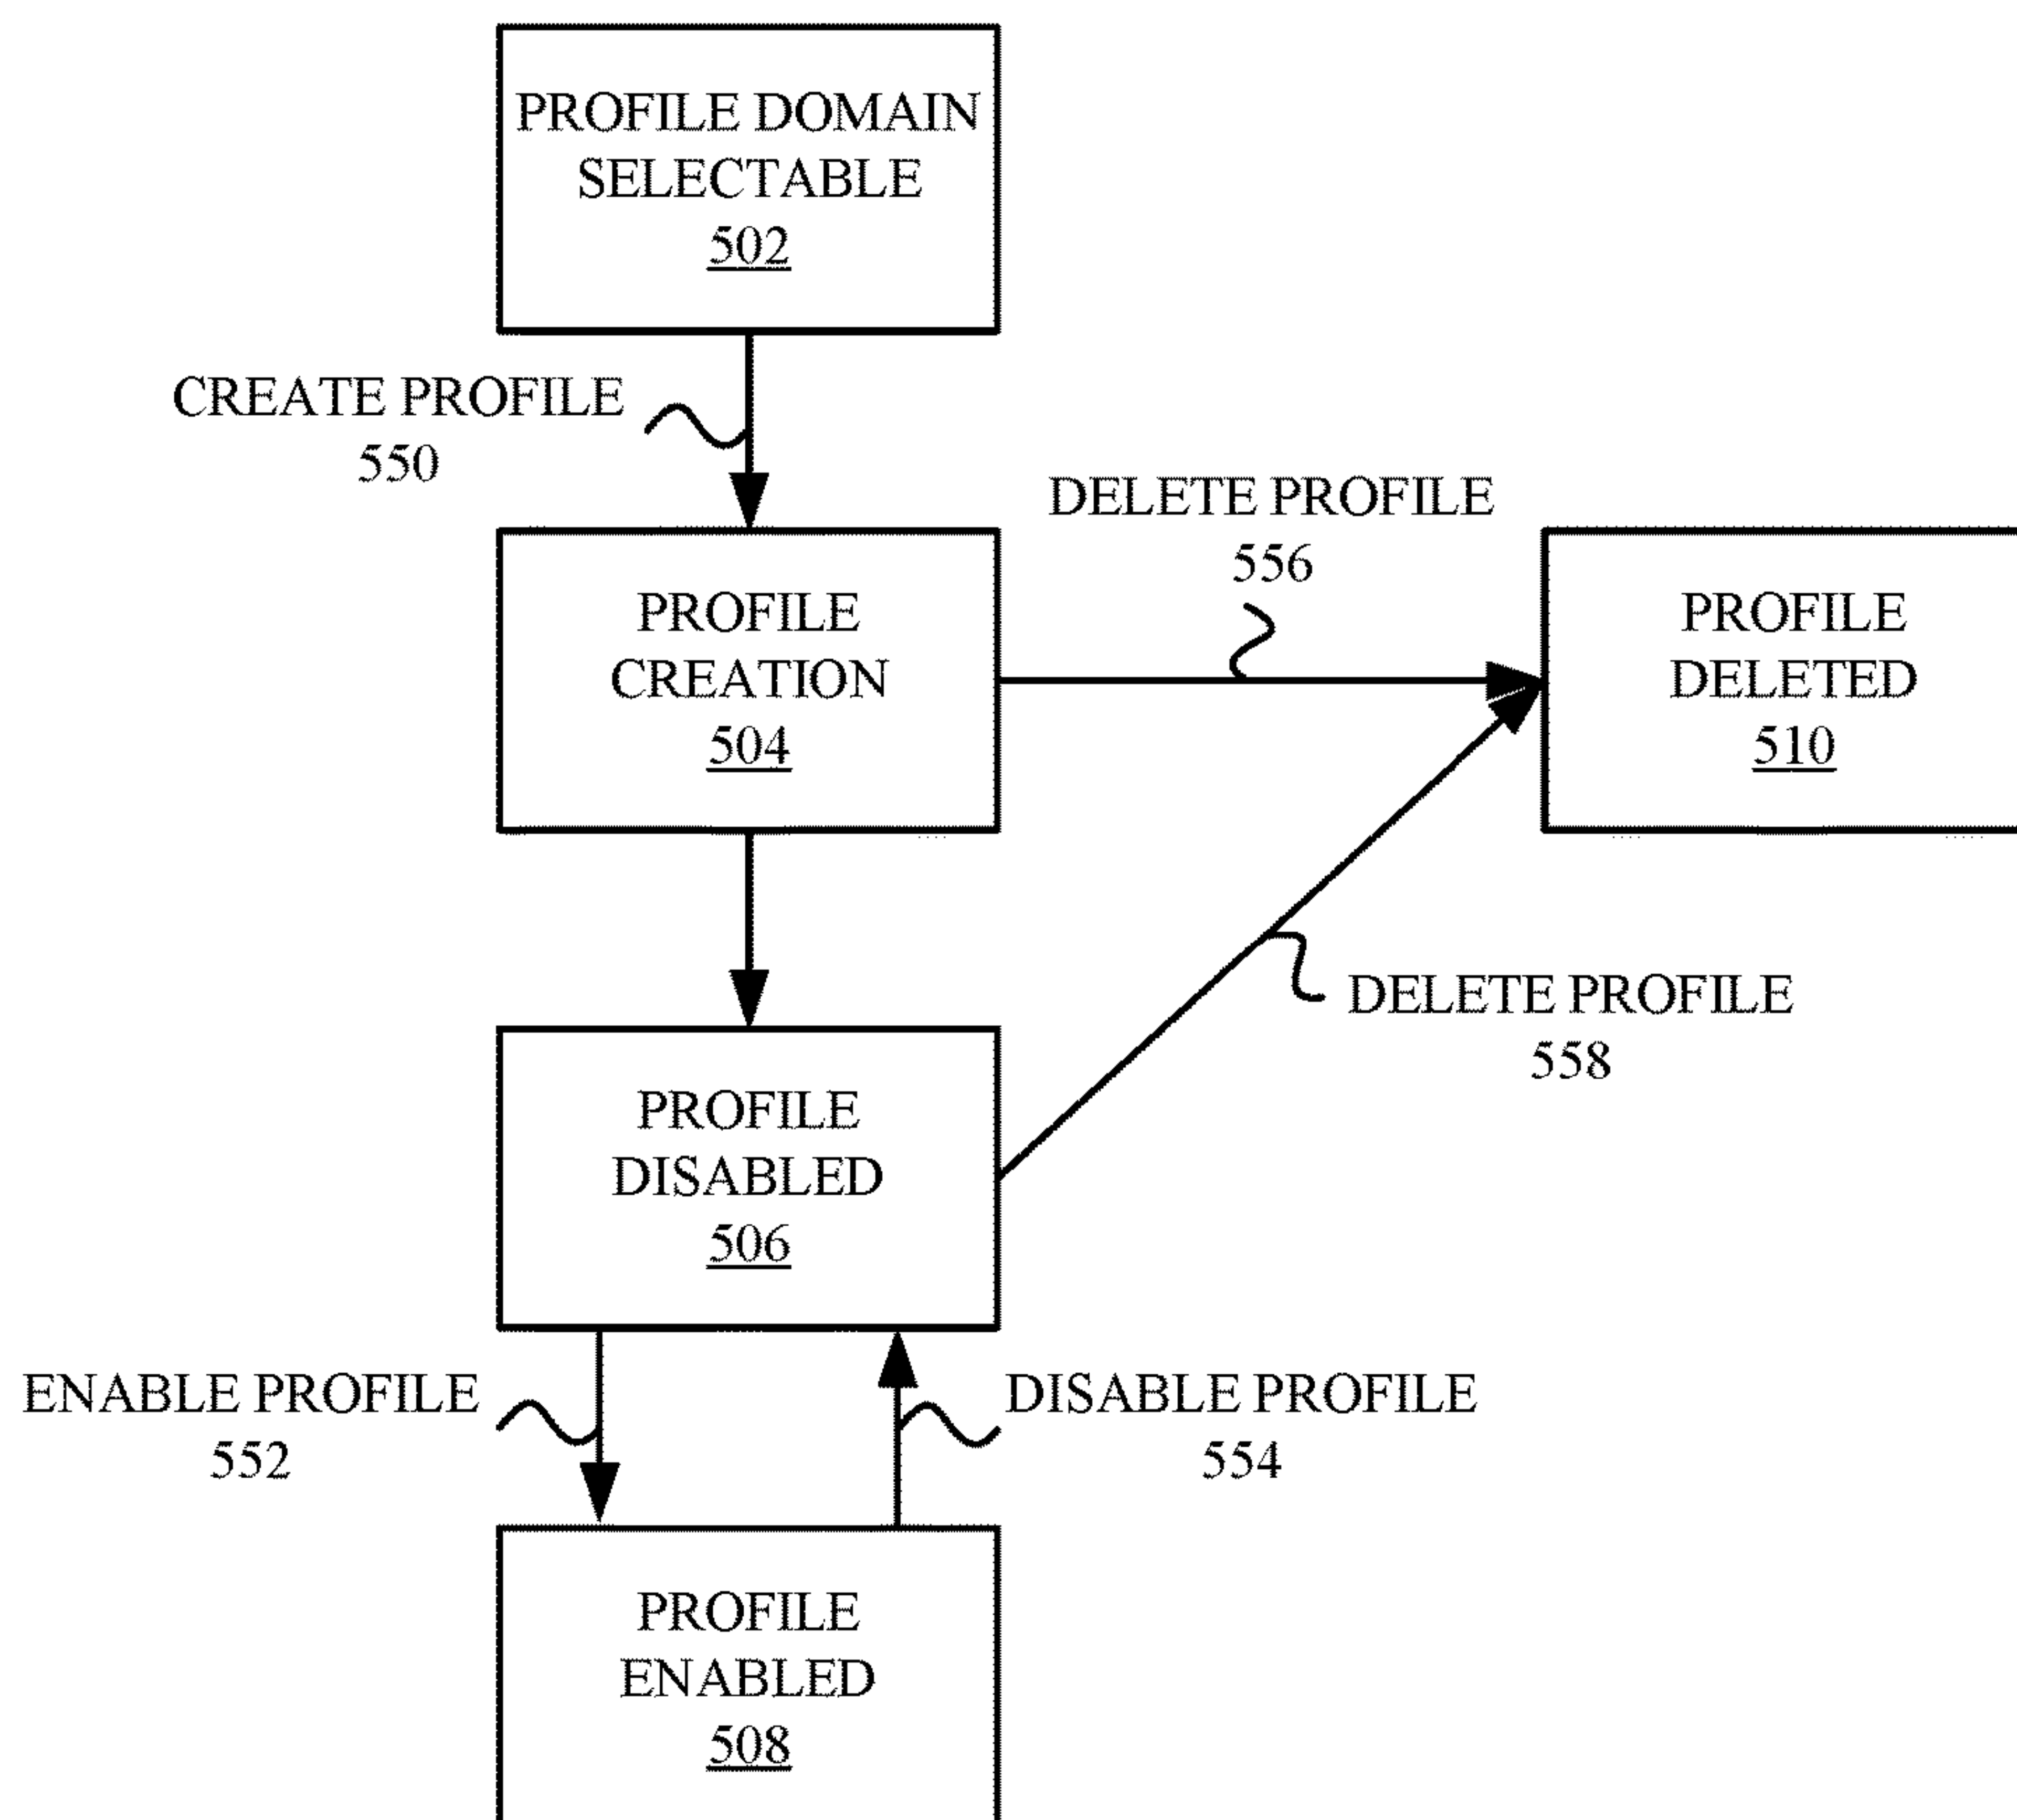 PROFILE DOMAIN
SELECTABLE
502
CREATE PROFILE
550
DELETE PROFILE
556
PROFILE
CREATION
504
PROFILE
DELETED
510
DELETE PROFILE
558
PROFILE
DISABLED
506
ENABLE PROFILE
552
DISABLE PROFILE
554
PROFILE
ENABLED
508